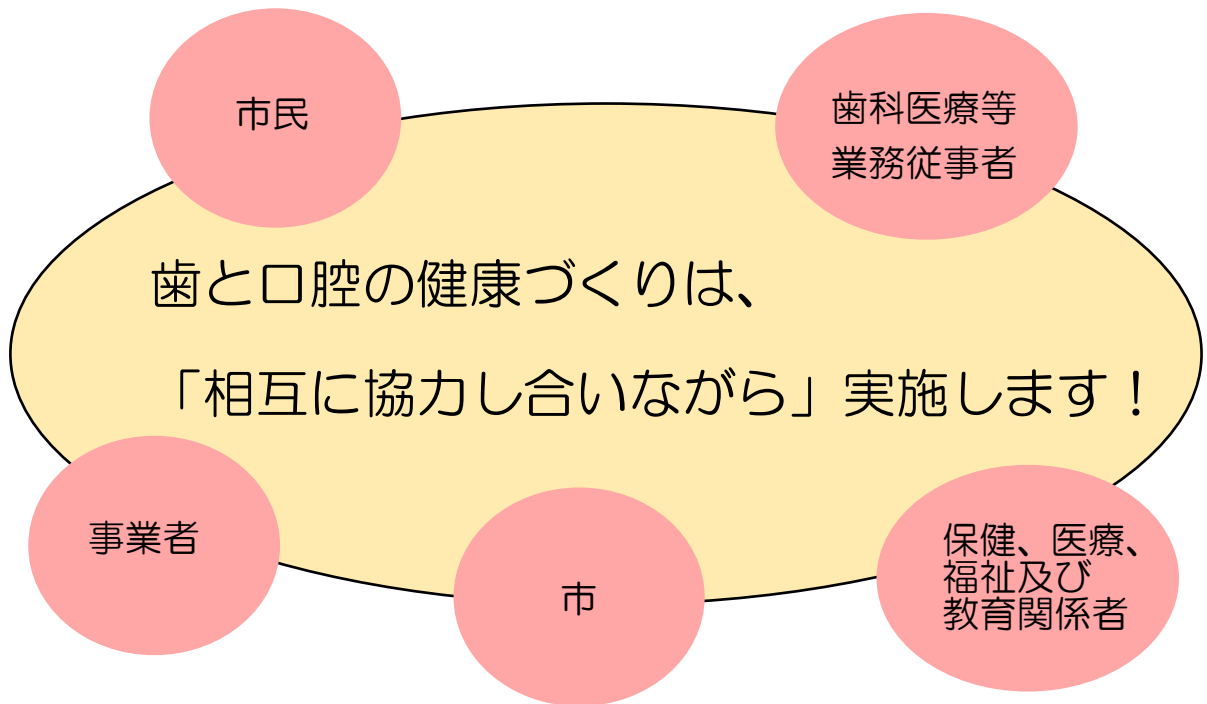 市民
歯科医療等
業務従事者
歯と口腔の健康づくりは、
「相互に協力し合いながら」実施します！
事業者
市
保健、医療、
福祉及び
教育関係者